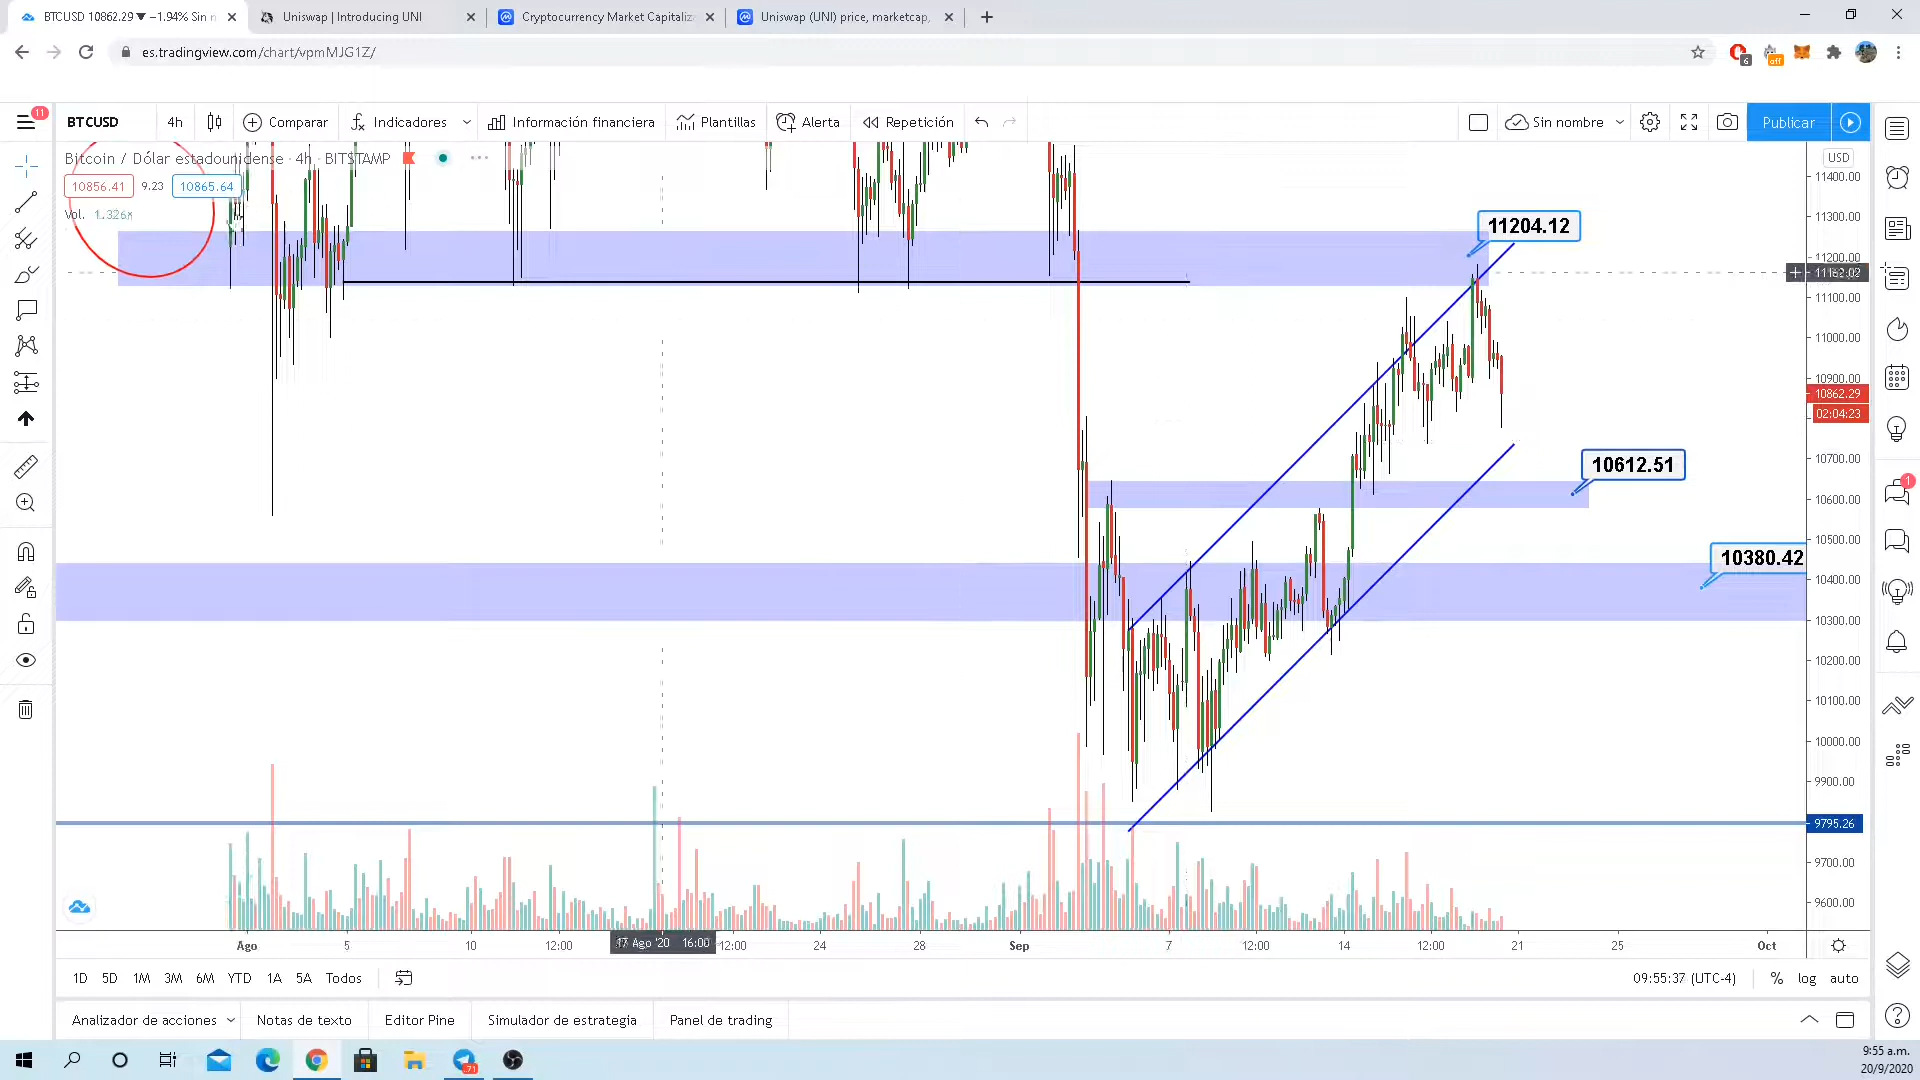 BTCUSD 10862.29 ▼ −1.94% Sin n
Uniswap | Introducing UNI
Cryptocurrency Market Capitaliz
Uniswap (UNI) price, marketcap,
es.tradingview.com/chart/vpmMJG1Z/
6
off
11
BTCUSD
4h
Comparar
Indicadores
Información financiera
Plantillas
Alerta
Repetición
Sin nombre
Publicar
Bitcoin / Dólar estadounidense · 4h · BITSTAMP
10856.41
9.23
10865.64
Vol. 1.326K
USD
11400.00
11300.00
11204.12
11200.00
11162.02
11100.00
11000.00
10900.00
10862.29
02:04:23
10700.00
10612.51
10600.00
10500.00
10380.42
10400.00
10300.00
10200.00
10100.00
10000.00
9900.00
9795.26
9700.00
9600.00
1
Ago
5
10
12:00
17 Ago '20 16:00
12:00
24
28
Sep
7
12:00
14
12:00
21
25
Oct
1D
5D
1M
3M
6M
YTD
1A
5A
Todos
09:55:37 (UTC-4)
%
log
auto
Analizador de acciones
Notas de texto
Editor Pine
Simulador de estrategia
Panel de trading
71
9:55 a.m.
20/9/2020